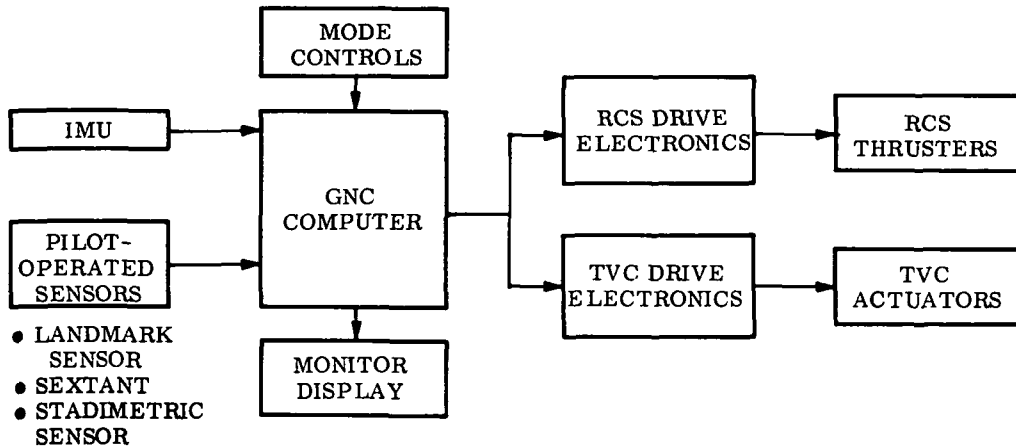 MODE
CONTROLS
IMU
GNC
COMPUTER
PILOT-
OPERATED
SENSORS
● LANDMARK
SENSOR
● SEXTANT
● STADIMETRIC
SENSOR
MONITOR
DISPLAY
RCS DRIVE
ELECTRONICS
RCS
THRUSTERS
TVC DRIVE
ELECTRONICS
TVC
ACTUATORS